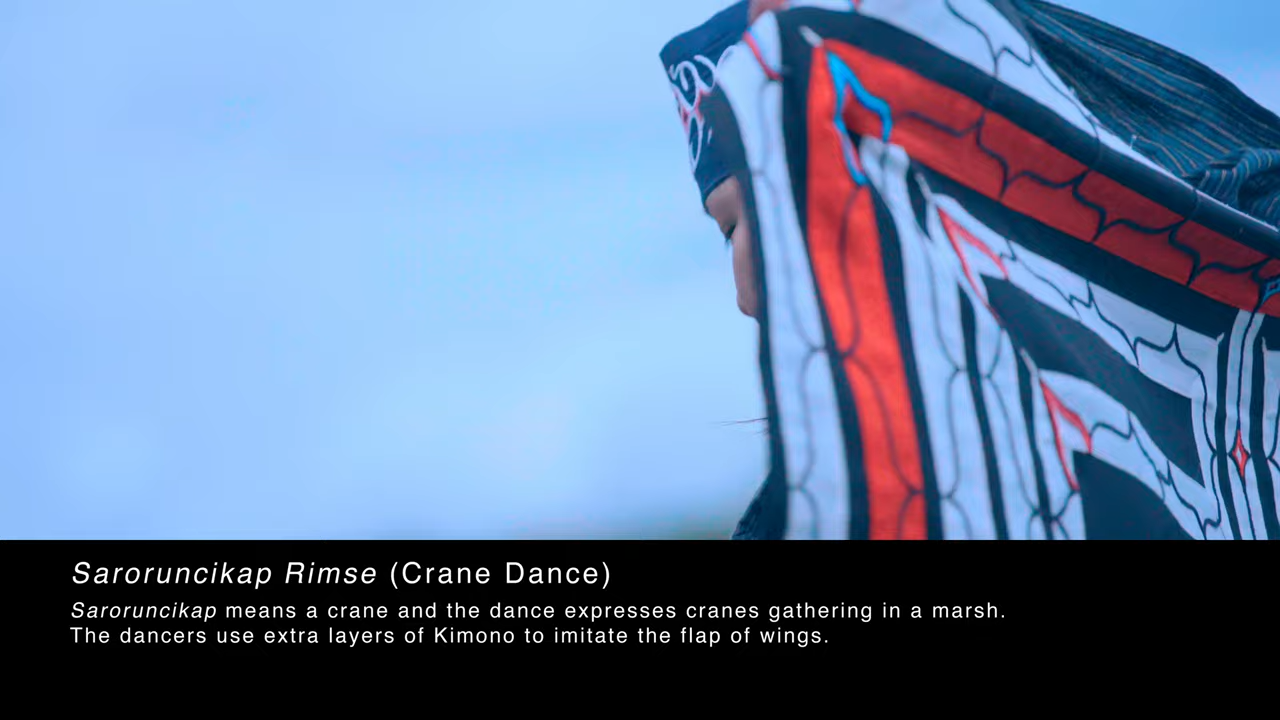 Saroruncikap Rimse (Crane Dance)
Saroruncikap means a crane and the dance expresses cranes gathering in a marsh.
The dancers use extra layers of Kimono to imitate the flap of wings.